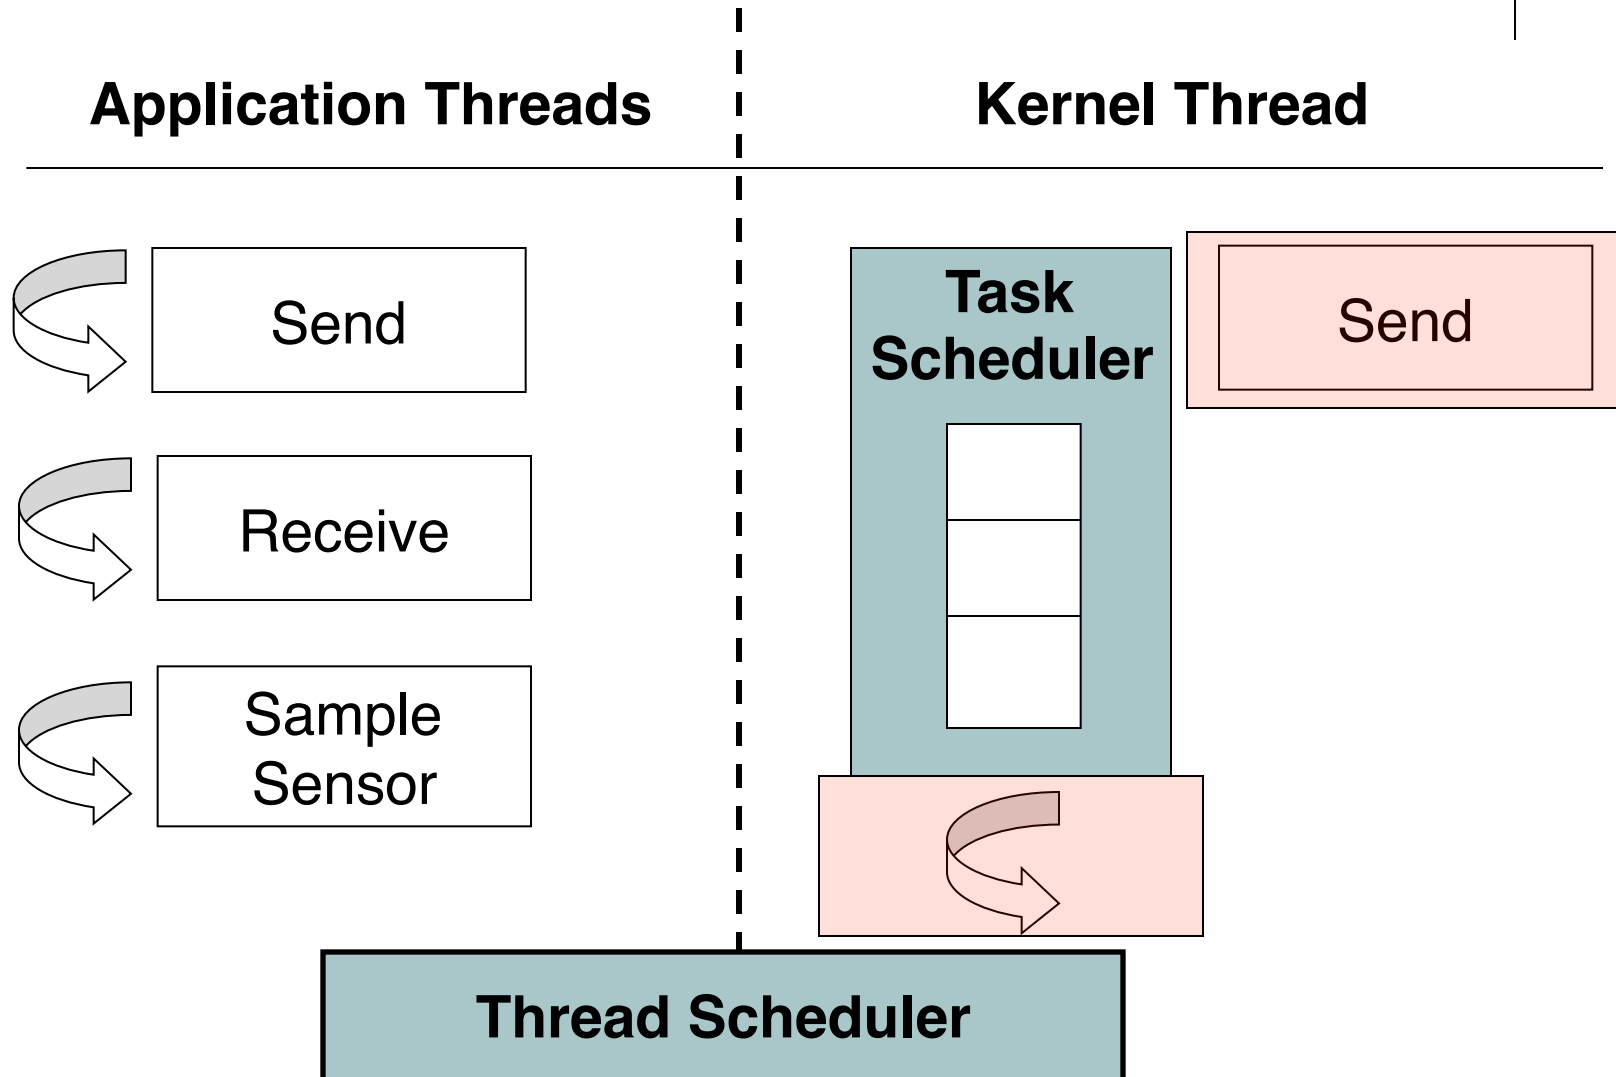 Application Threads
Kernel Thread
Send
Task
Scheduler
Send
Receive
Sample
Sensor
Thread Scheduler